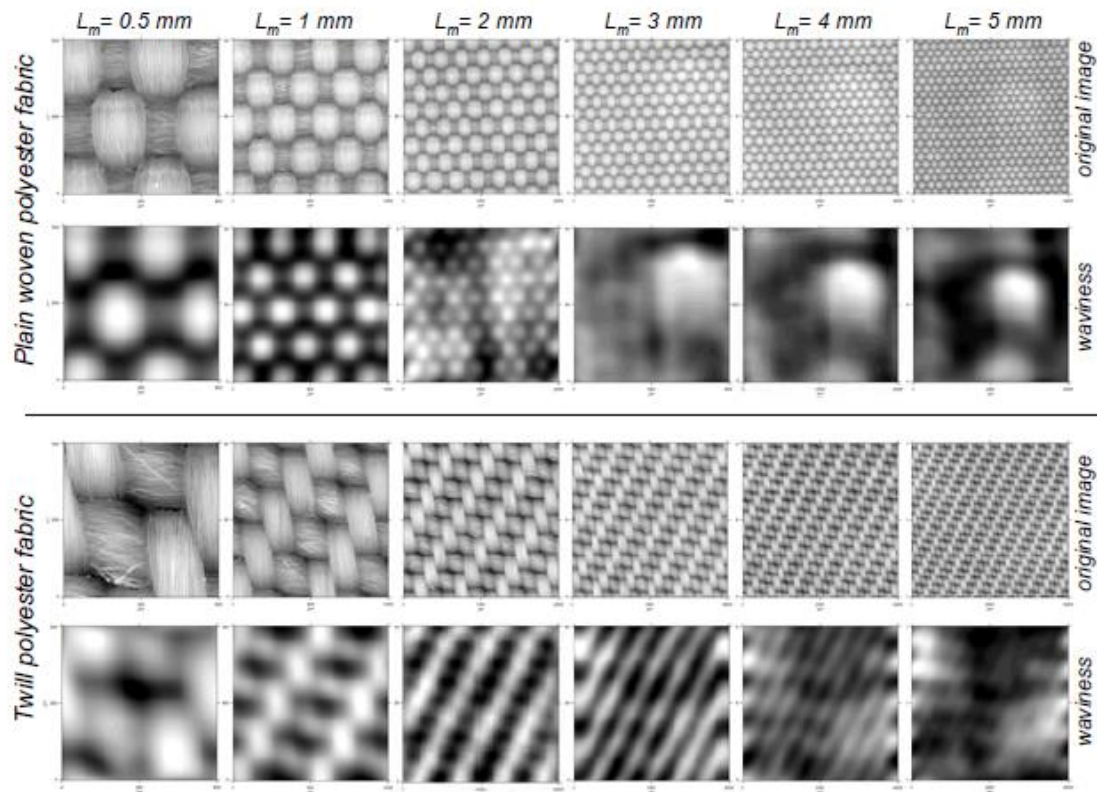 Lm= 0.5 mm
Lm= 1 mm
Lm= 2 mm
Lm= 3 mm
Lm= 4 mm
Lm= 5 mm
Plain woven polyester fabric
original image
waviness
Twill polyester fabric
original image
waviness